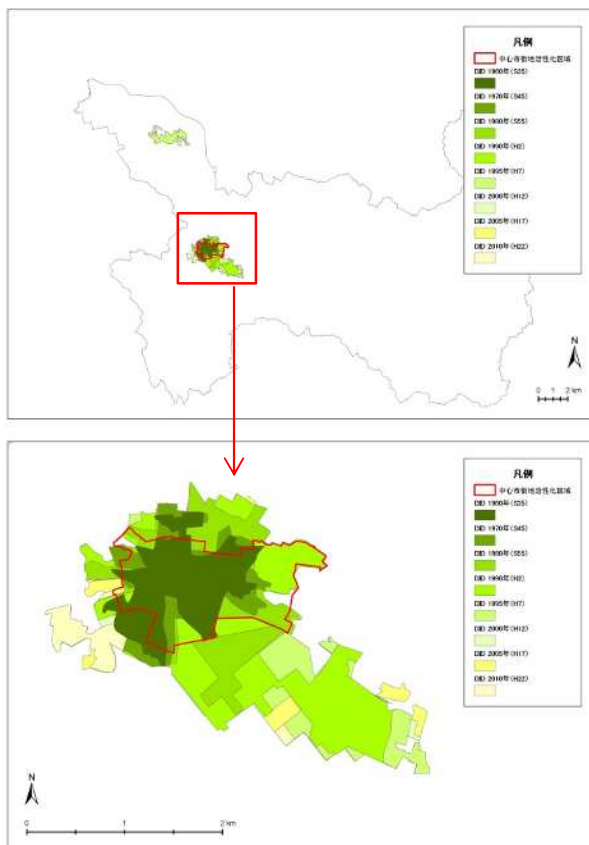 凡例
中心市街地活性化区域
DID 1960年(S35)
DID 1970年(S45)
DID 1980年(S55)
DID 1990年(H2)
DID 1995年(H7)
DID 2000年(H12)
DID 2005年(H17)
DID 2010年(H22)
N
0 1 2 km
凡例
中心市街地活性化区域
DID 1960年(S35)
DID 1970年(S45)
DID 1980年(S55)
DID 1990年(H2)
DID 1995年(H7)
DID 2000年(H12)
DID 2005年(H17)
DID 2010年(H22)
N
0 1 2 km